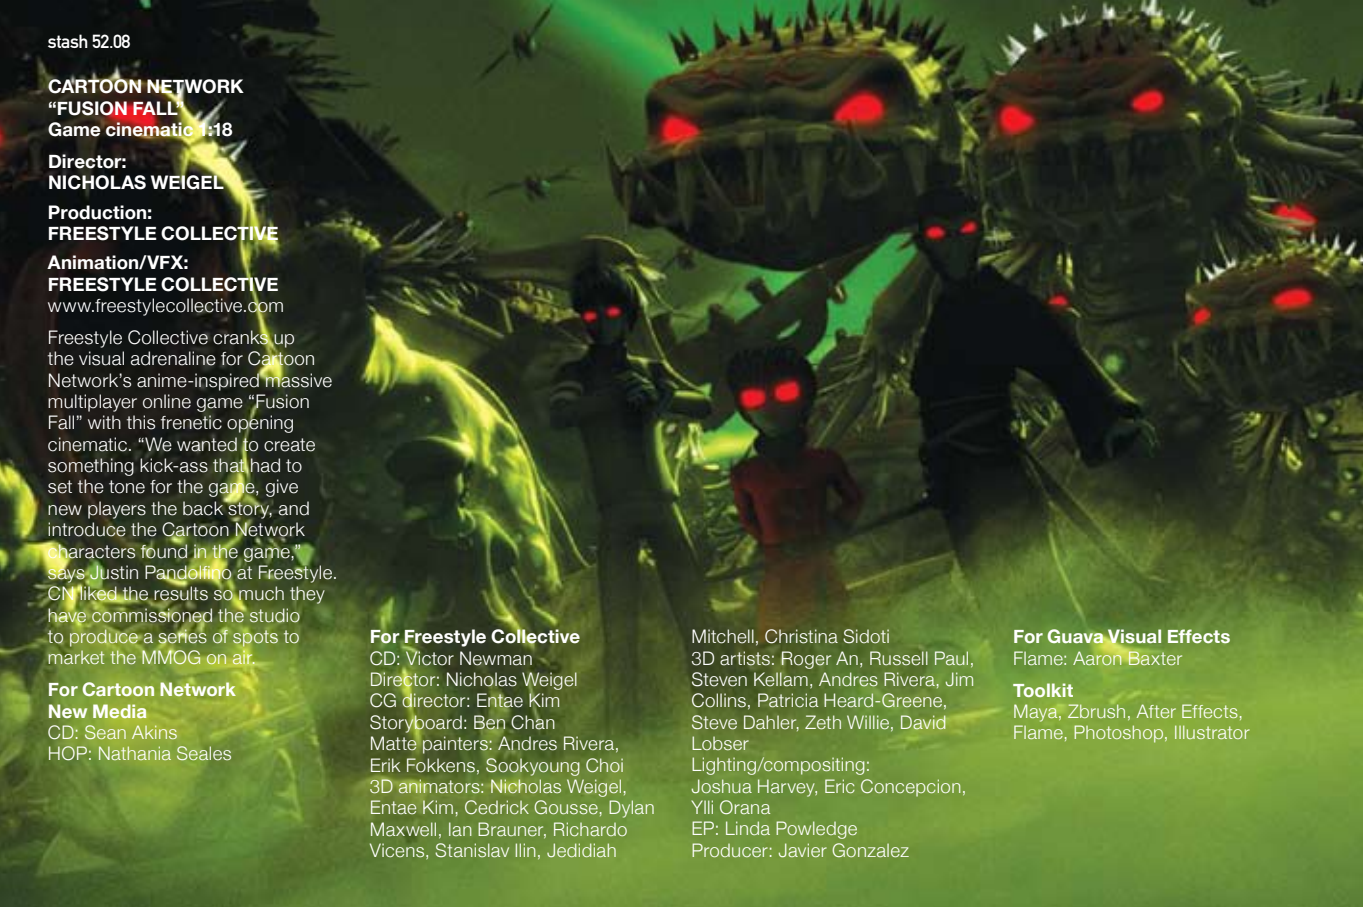 stash 52.08
CARTOON NETWORK
“FUSION FALL”
Game cinematic 1:18
Director:
NICHOLAS WEIGEL
Production:
FREESTYLE COLLECTIVE
Animation/VFX:
FREESTYLE COLLECTIVE
www.freestylecollective.com
Freestyle Collective cranks up
the visual adrenaline for Cartoon
Network’s anime-inspired massive
multiplayer online game “Fusion
Fall” with this frenetic opening
cinematic. “We wanted to create
something kick-ass that had to
set the tone for the game, give
new players the back story, and
introduce the Cartoon Network
characters found in the game,”
says Justin Pandolfino at Freestyle.
CN liked the results so much they
have commissioned the studio
to produce a series of spots to
market the MMOG on air.
For Cartoon Network
New Media
CD: Sean Akins
HOP: Nathania Seales
For Freestyle Collective
CD: Victor Newman
Director: Nicholas Weigel
CG director: Entae Kim
Storyboard: Ben Chan
Matte painters: Andres Rivera,
Erik Fokkens, Sookyoung Choi
3D animators: Nicholas Weigel,
Entae Kim, Cedrick Gousse, Dylan
Maxwell, Ian Brauner, Richardo
Vicens, Stanislav Ilin, Jedidiah
Mitchell, Christina Sidoti
3D artists: Roger An, Russell Paul,
Steven Kellam, Andres Rivera, Jim
Collins, Patricia Heard-Greene,
Steve Dahler, Zeth Willie, David
Lobser
Lighting/compositing:
Joshua Harvey, Eric Concepcion,
Ylli Orana
EP: Linda Powledge
Producer: Javier Gonzalez
For Guava Visual Effects
Flame: Aaron Baxter
Toolkit
Maya, Zbrush, After Effects,
Flame, Photoshop, Illustrator